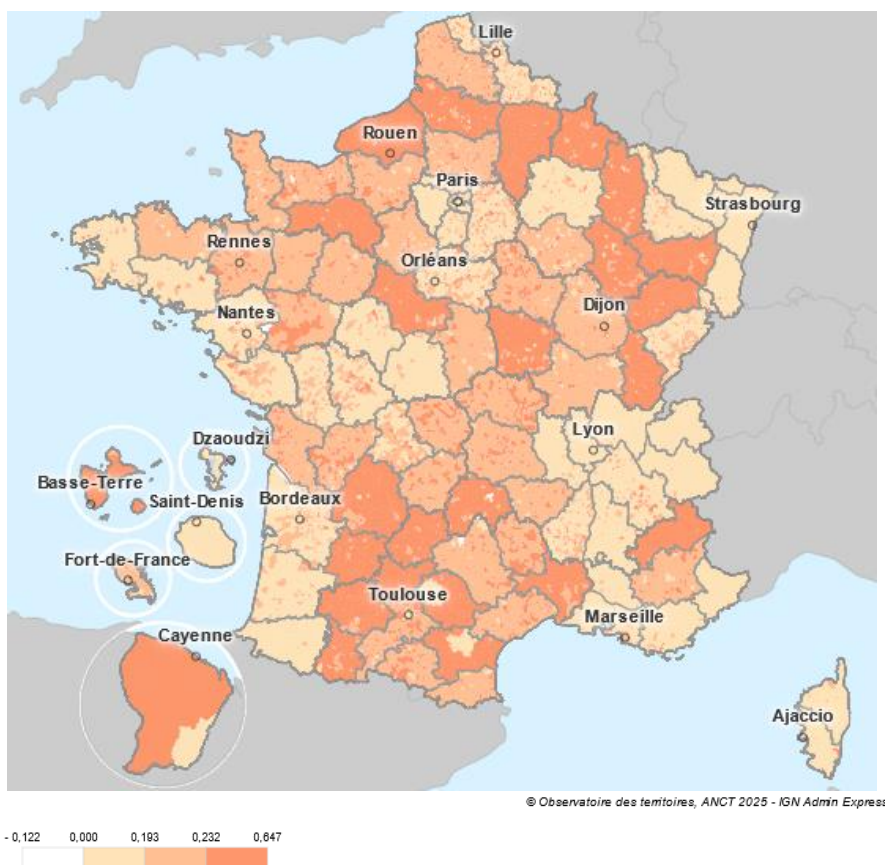 Lille
Rouen
Paris
Strasbourg
Rennes
Orléans
Nantes
Dijon
Dzaoudzi
Lyon
Basse-Terre
Saint-Denis
Bordeaux
Fort-de-France
Toulouse
Marseille
Cayenne
Ajaccio
© Observatoire des territoires, ANCT 2025 - IGN Admin Express
- 0,122 0,000 0,193 0,232 0,647